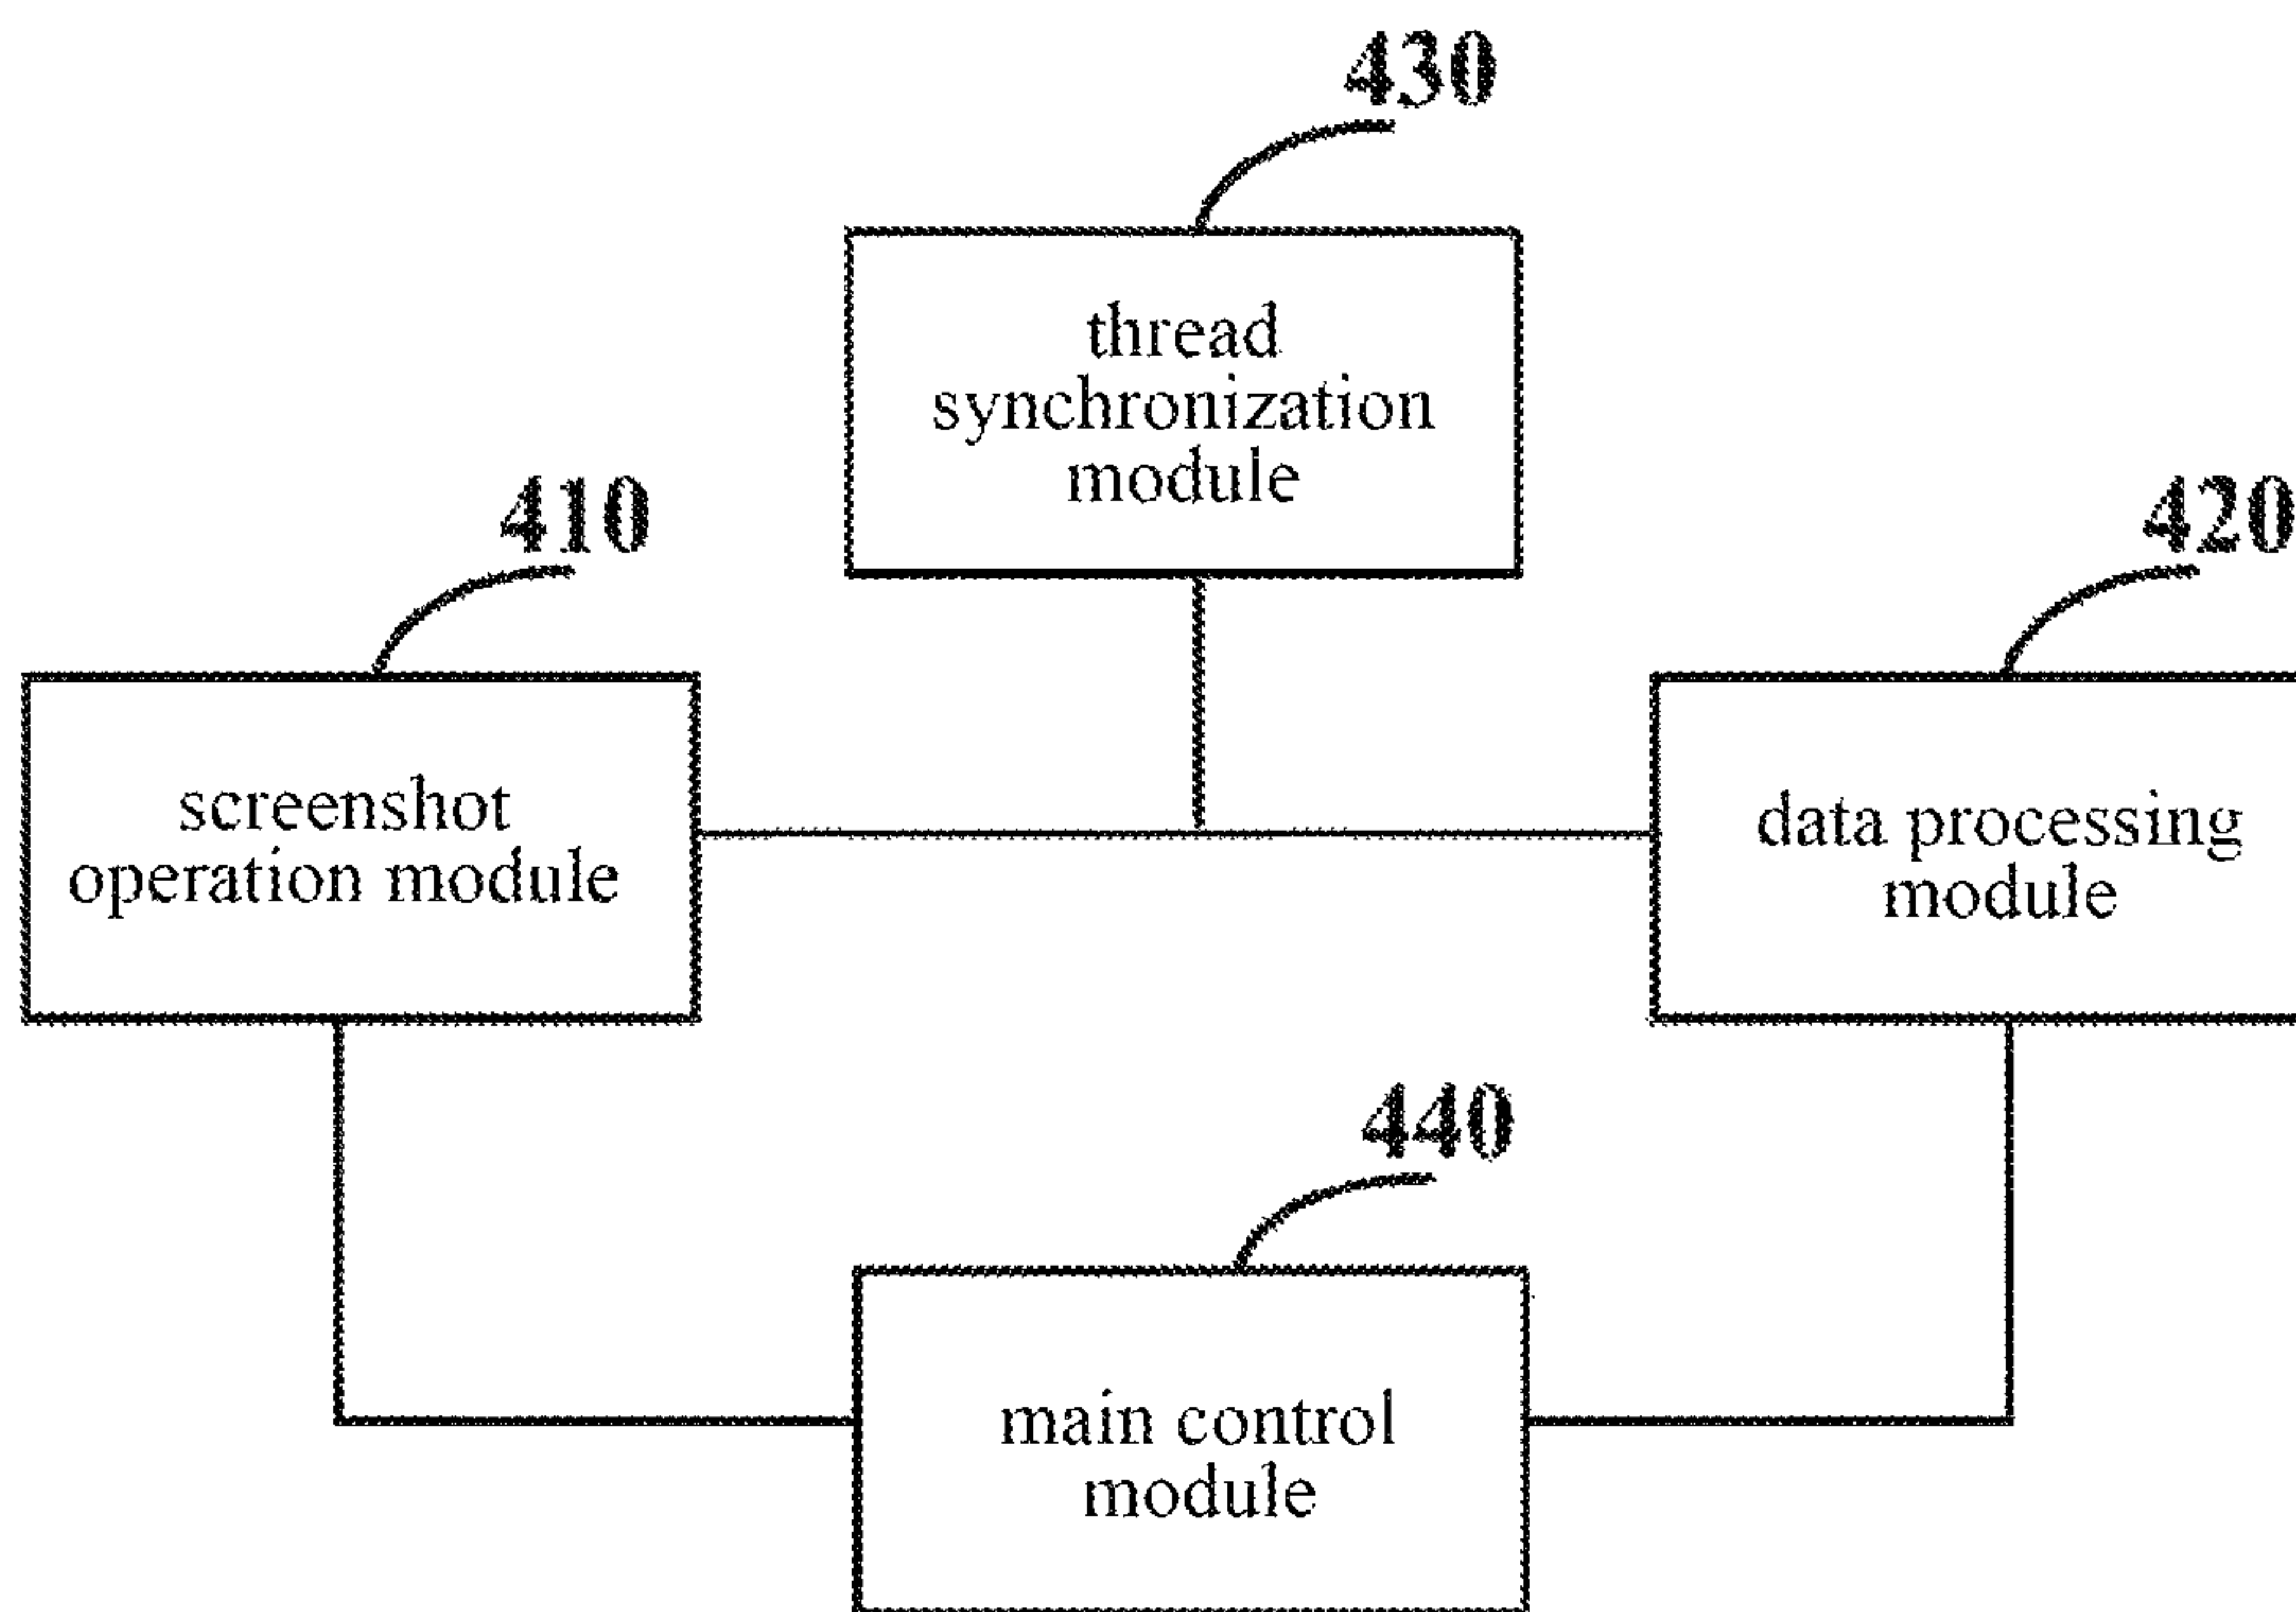 430
thread
synchronization
module
410
screenshot
operation module
420
data processing
module
440
main control
module